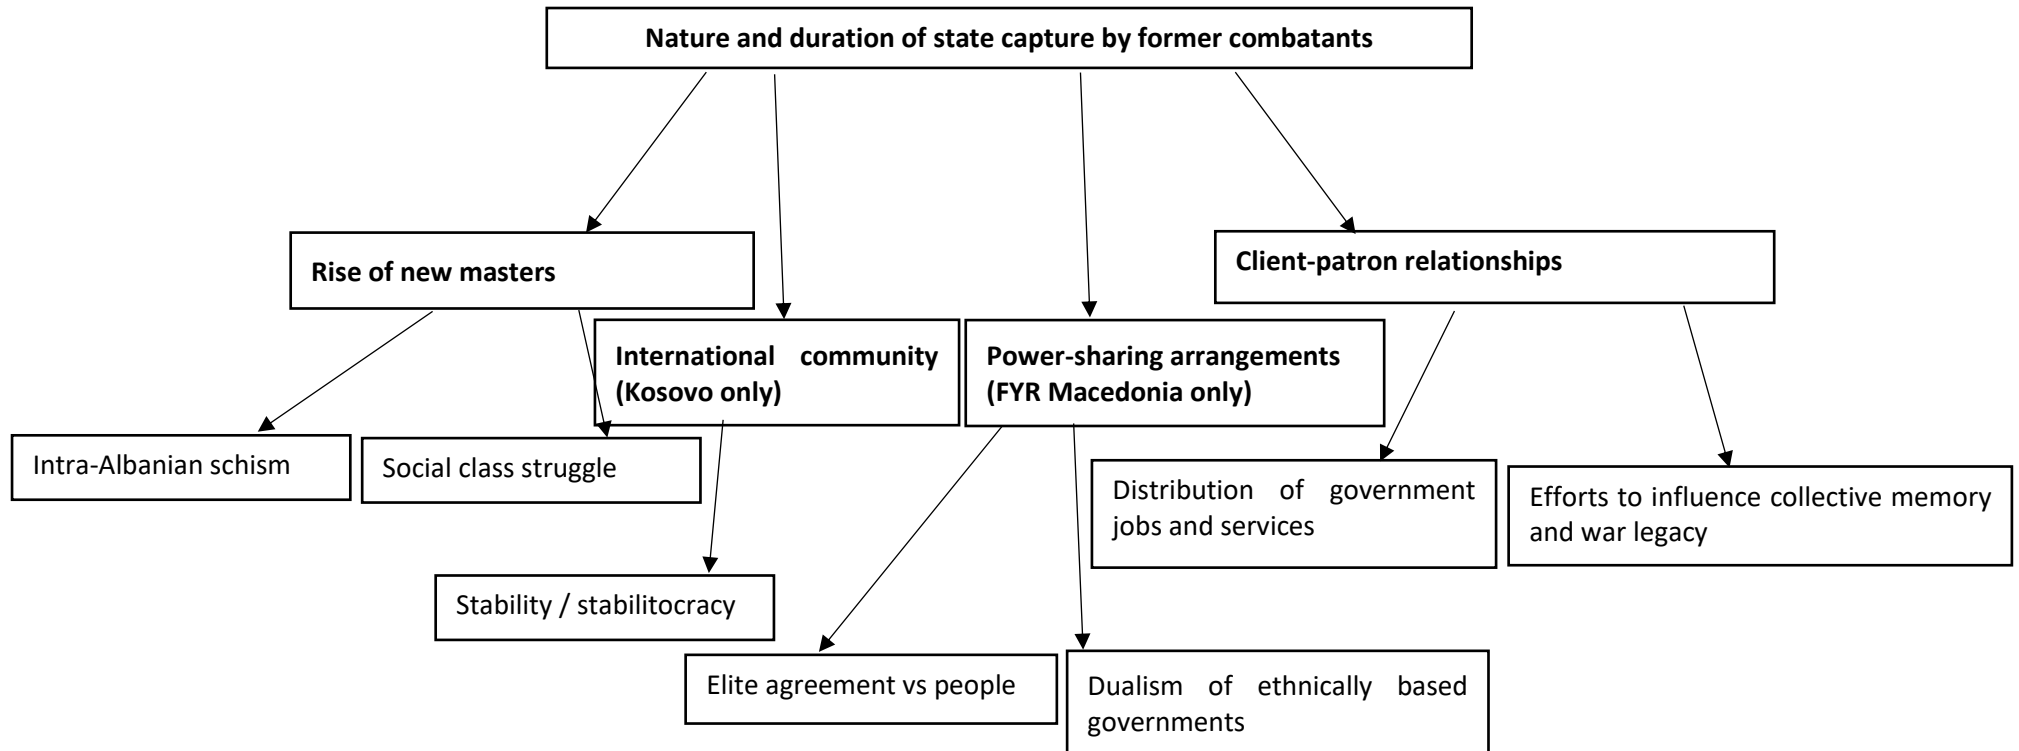 Nature and duration of state capture by former combatants
Rise of new masters
Client-patron relationships
International community
(Kosovo only)
Power-sharing arrangements
(FYR Macedonia only)
Intra-Albanian schism
Social class struggle
Distribution of government
jobs and services
Efforts to influence collective memory
and war legacy
Stability / stabilitocracy
Elite agreement vs people
Dualism of ethnically based
governments